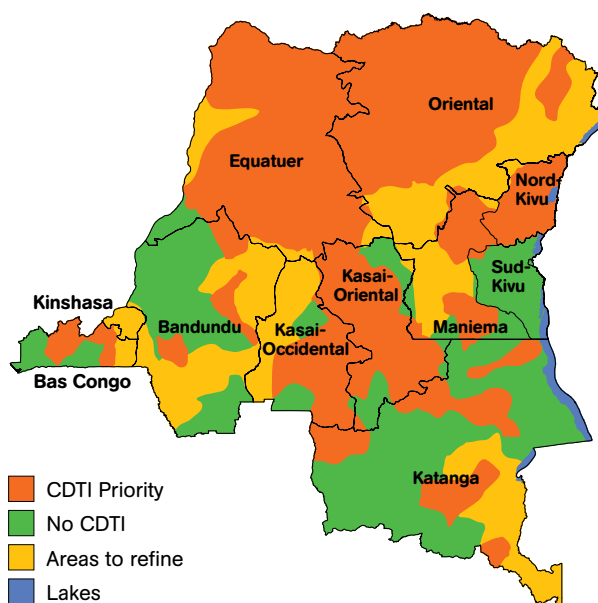 Oriental
Equatuer
Nord-
Kivu
Kasai-
Oriental
Sud-
Kivu
Kinshasa
Bandundu
Kasai-
Occidental
Maniema
Bas Congo
Katanga
CDTI Priority
No CDTI
Areas to refine
Lakes